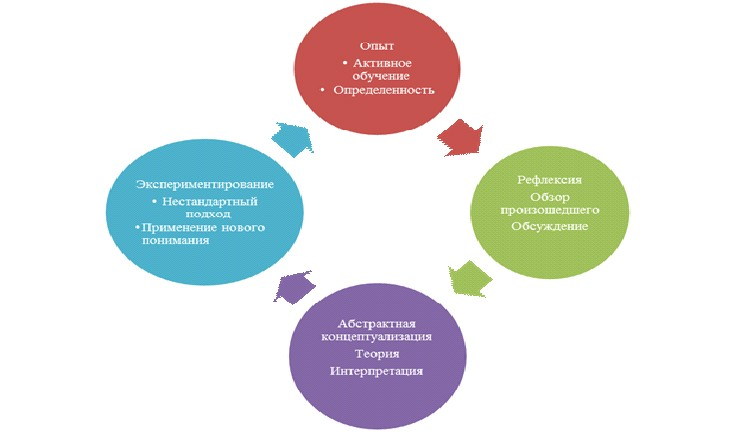 Опыт
• Активное
обучение
• Определенность
Рефлексия
Обзор
произошедшего
Обсуждение
Абстрактная
концептуализация
Теория
Интерпретация
Экспериментирование
• Нестандартный
подход
•Применение нового
понимания